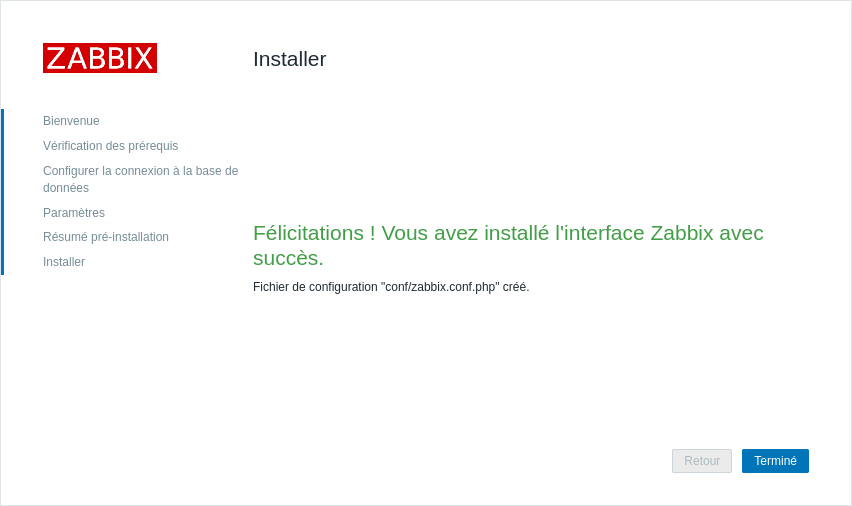 ZABBIX
Installer
Bienvenue
Vérification des prérequis
Configurer la connexion à la base de
données
Paramètres
Résumé pré-installation
Installer
Félicitations ! Vous avez installé l'interface Zabbix avec
succès.
Fichier de configuration "conf/zabbix.conf.php" créé.
Retour
Terminé